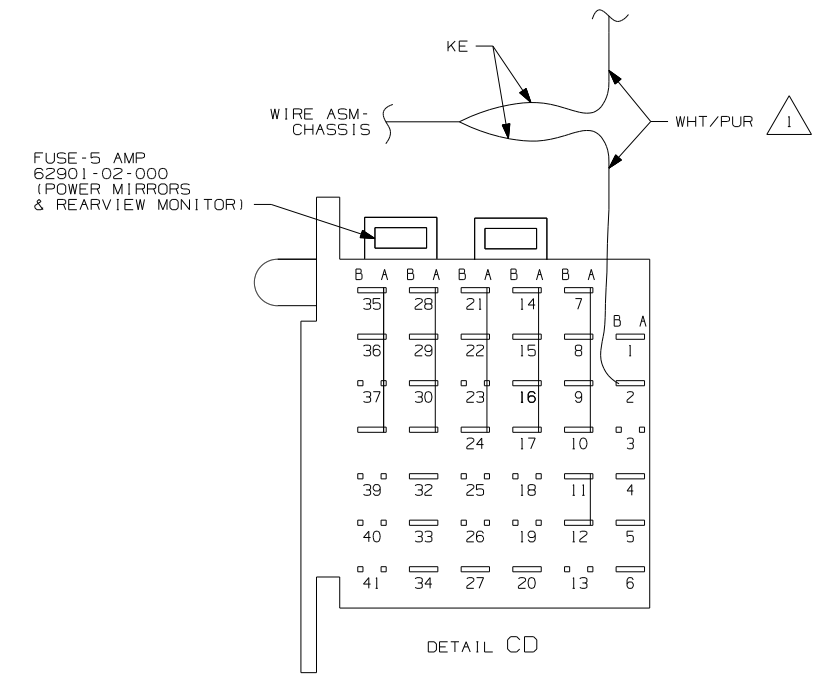 KE
WIRE ASM-
CHASSIS
WHT/PUR 1
FUSE-5 AMP
62901-02-000
(POWER MIRRORS
& REARVIEW MONITOR)
B A B A B A B A B A
35 28 21 14 7
B A
36 29 22 15 8 1
37 30 23 16 9 2
24 17 10 3
39 32 25 18 11 4
40 33 26 19 12 5
41 34 27 20 13 6
DETAIL CD